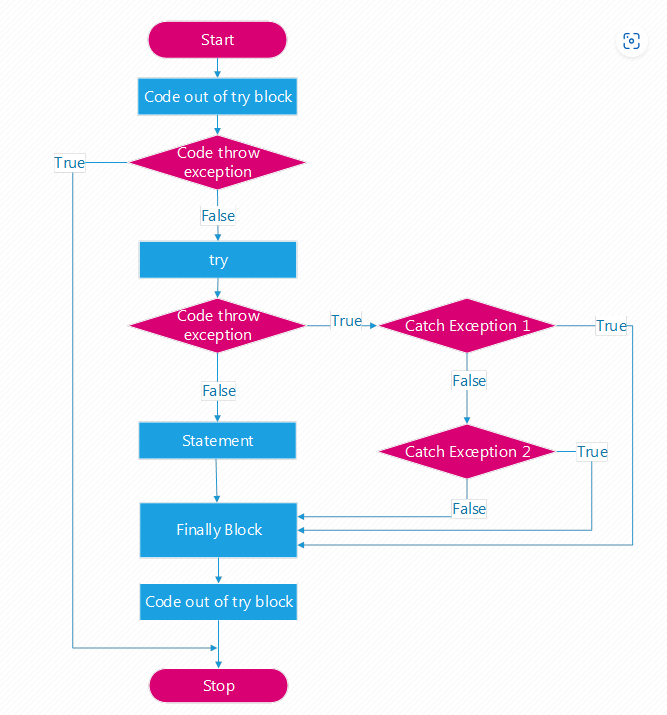 Start
Code out of try block
Code throw
exception
True
False
try
Code throw
exception
True
Catch Exception 1
True
False
False
Statement
Catch Exception 2
True
False
Finally Block
Code out of try block
Stop